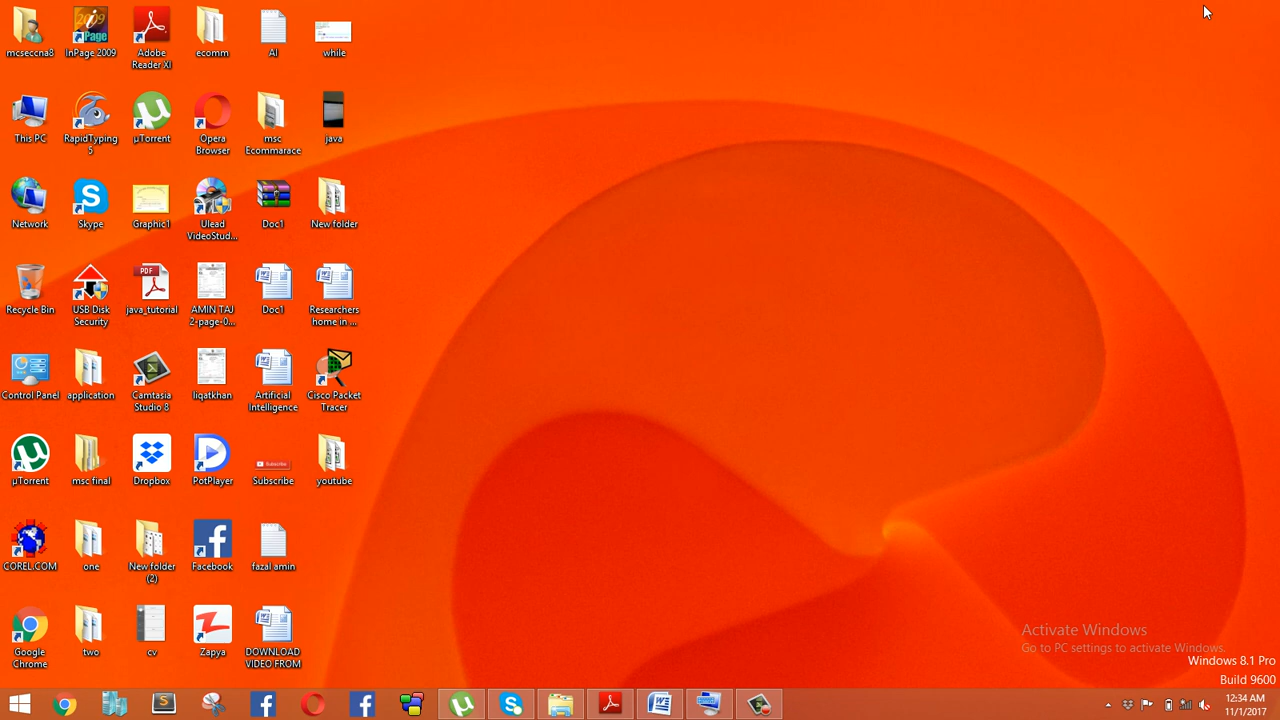 mcseccna8
InPage 2009
Adobe
Reader XI
ecomm
AI
while
This PC
RapidTyping
5
µTorrent
Opera
Browser
msc
Ecommarace
java
Network
Skype
Graphic1
Ulead
VideoStud...
Doc1
New folder
Recycle Bin
USB Disk
Security
java_tutorial
AMIN TAJ
2-page-0...
Doc1
Researchers
home in ...
Control Panel
application
Camtasia
Studio 8
liqatkhan
Artificial
Intelligence
Cisco Packet
Tracer
µTorrent
msc final
Dropbox
PotPlayer
Subscribe
youtube
COREL.COM
one
New folder
(2)
Facebook
fazal amin
Google
Chrome
two
cv
Zapya
DOWNLOAD
VIDEO FROM
Activate Windows
Go to PC settings to activate Windows.
Windows 8.1 Pro
Build 9600
12:34 AM
11/1/2017